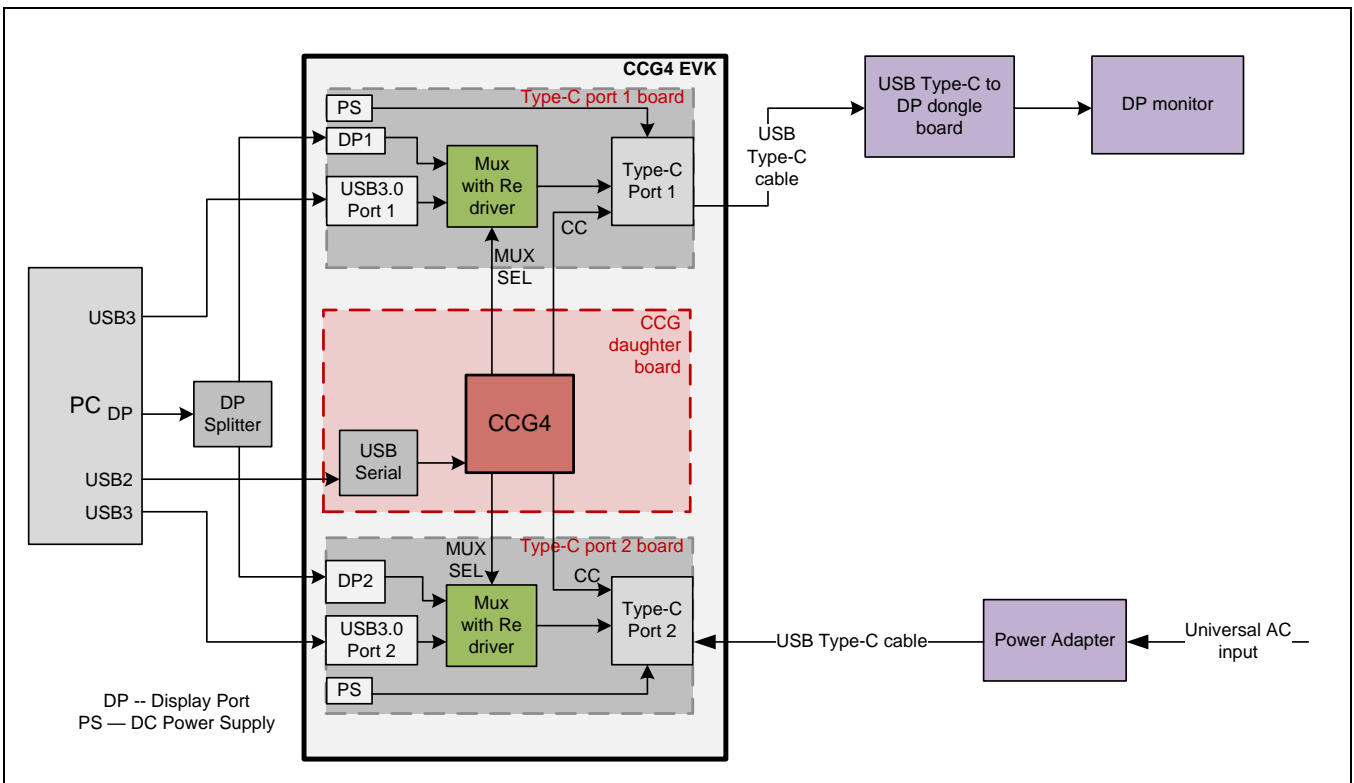 CCG4 EVK
Type-C port 1 board
PS
DP1
USB3.0
Port 1
Mux
with Re
driver
Type-C
Port 1
CC
MUX
SEL
USB
Type-C
cable
USB Type-C to
DP dongle
board
DP monitor
USB3
PC
DP
USB2
USB3
DP
Splitter
CCG
daughter
board
CCG4
USB
Serial
Type-C port 2 board
MUX
SEL
CC
DP2
USB3.0
Port 2
PS
Mux
with Re
driver
Type-C
Port 2
USB Type-C cable
Power Adapter
Universal AC
input
DP -- Display Port
PS — DC Power Supply